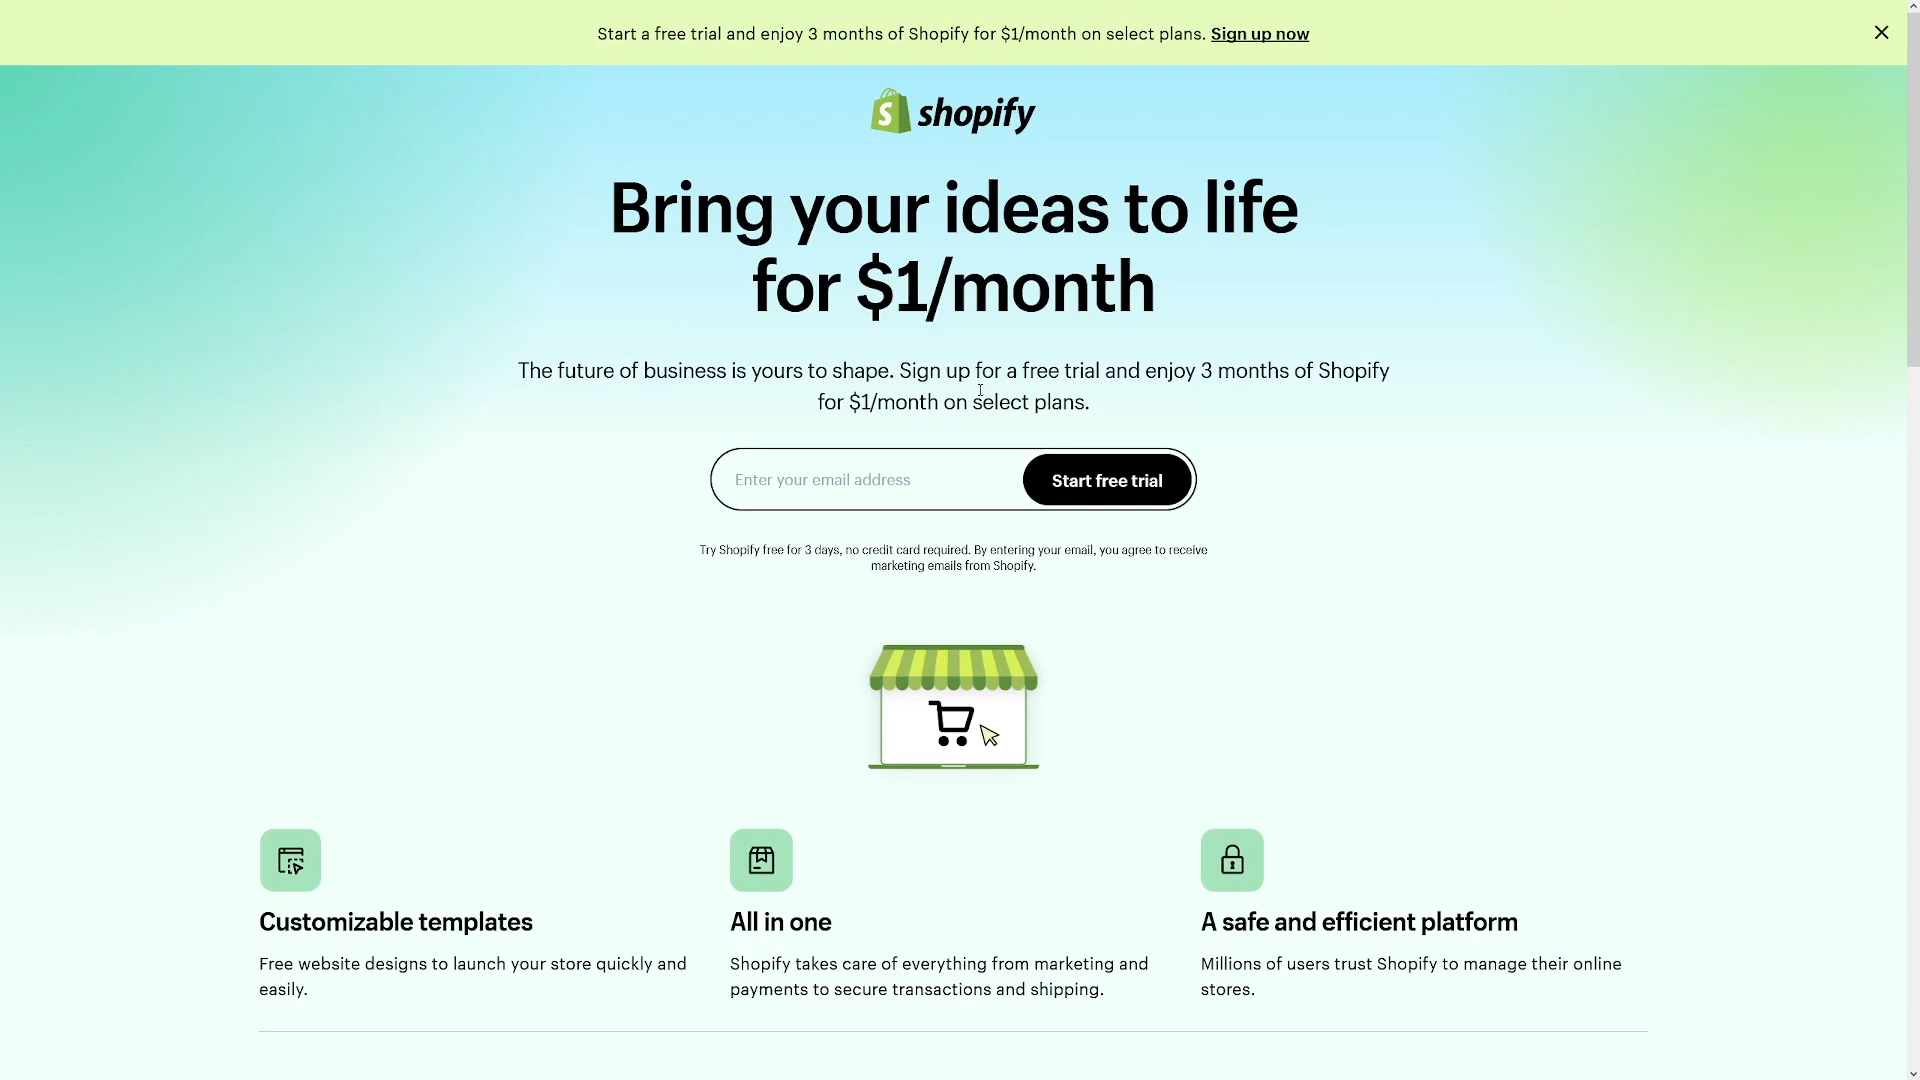 Start a free trial and enjoy 3 months of Shopify for $1/month on select plans. Sign up now
shopify
Bring your ideas to life
for $1/month
The future of business is yours to shape. Sign up for a free trial and enjoy 3 months of Shopify
for $1/month on select plans.
Enter your email address
Start free trial
Try Shopify free for 3 days, no credit card required. By entering your email, you agree to receive
marketing emails from Shopify.
Customizable templates
Free website designs to launch your store quickly and
easily.
All in one
Shopify takes care of everything from marketing and
payments to secure transactions and shipping.
A safe and efficient platform
Millions of users trust Shopify to manage their online
stores.